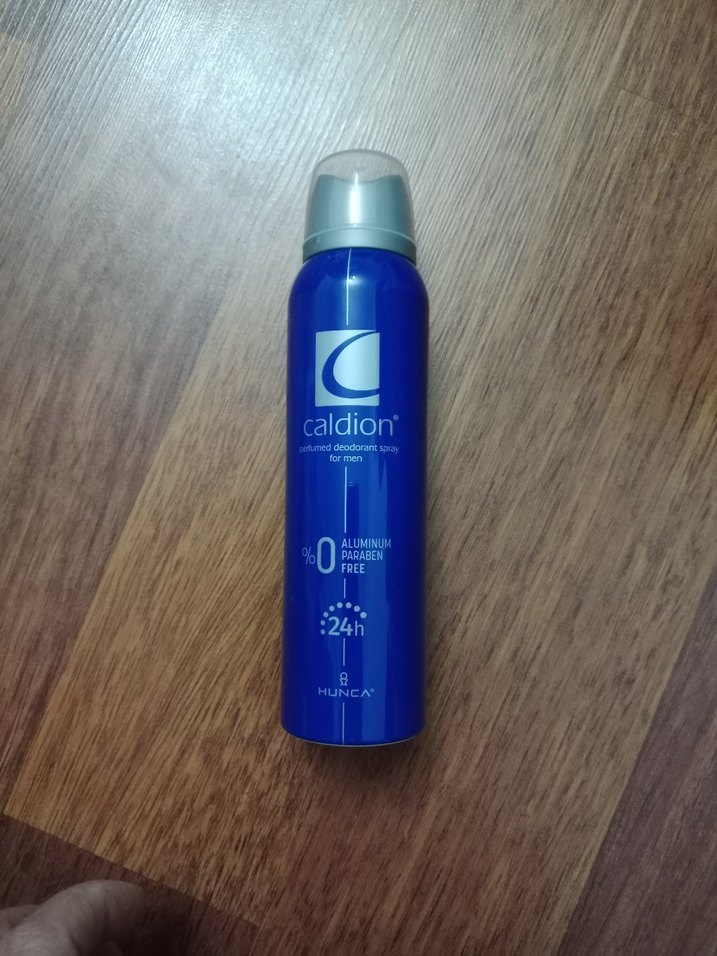 caldion®
perfumed deodorant spray
for men
%0 ALUMINUM
PARABEN
FREE
24h
HUNCA®